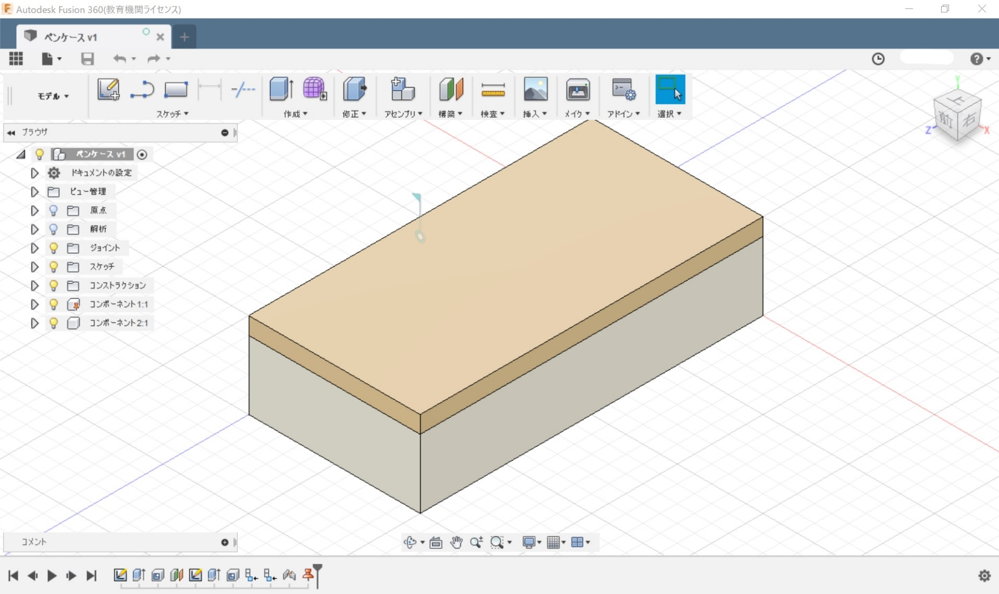 Autodesk Fusion 360(教育機関ライセンス)
ペンケース v1
モデル
スケッチ
作成
修正
アセンブリ
構築
検査
挿入
メイク
アドイン
選択
ブラウザ
ペンケース v1
ドキュメントの設定
ビュー管理
原点
解析
ジョイント
スケッチ
コンストラクション
コンポーネント1:1
コンポーネント2:1
Y
上
前
右
Z
X
コメント